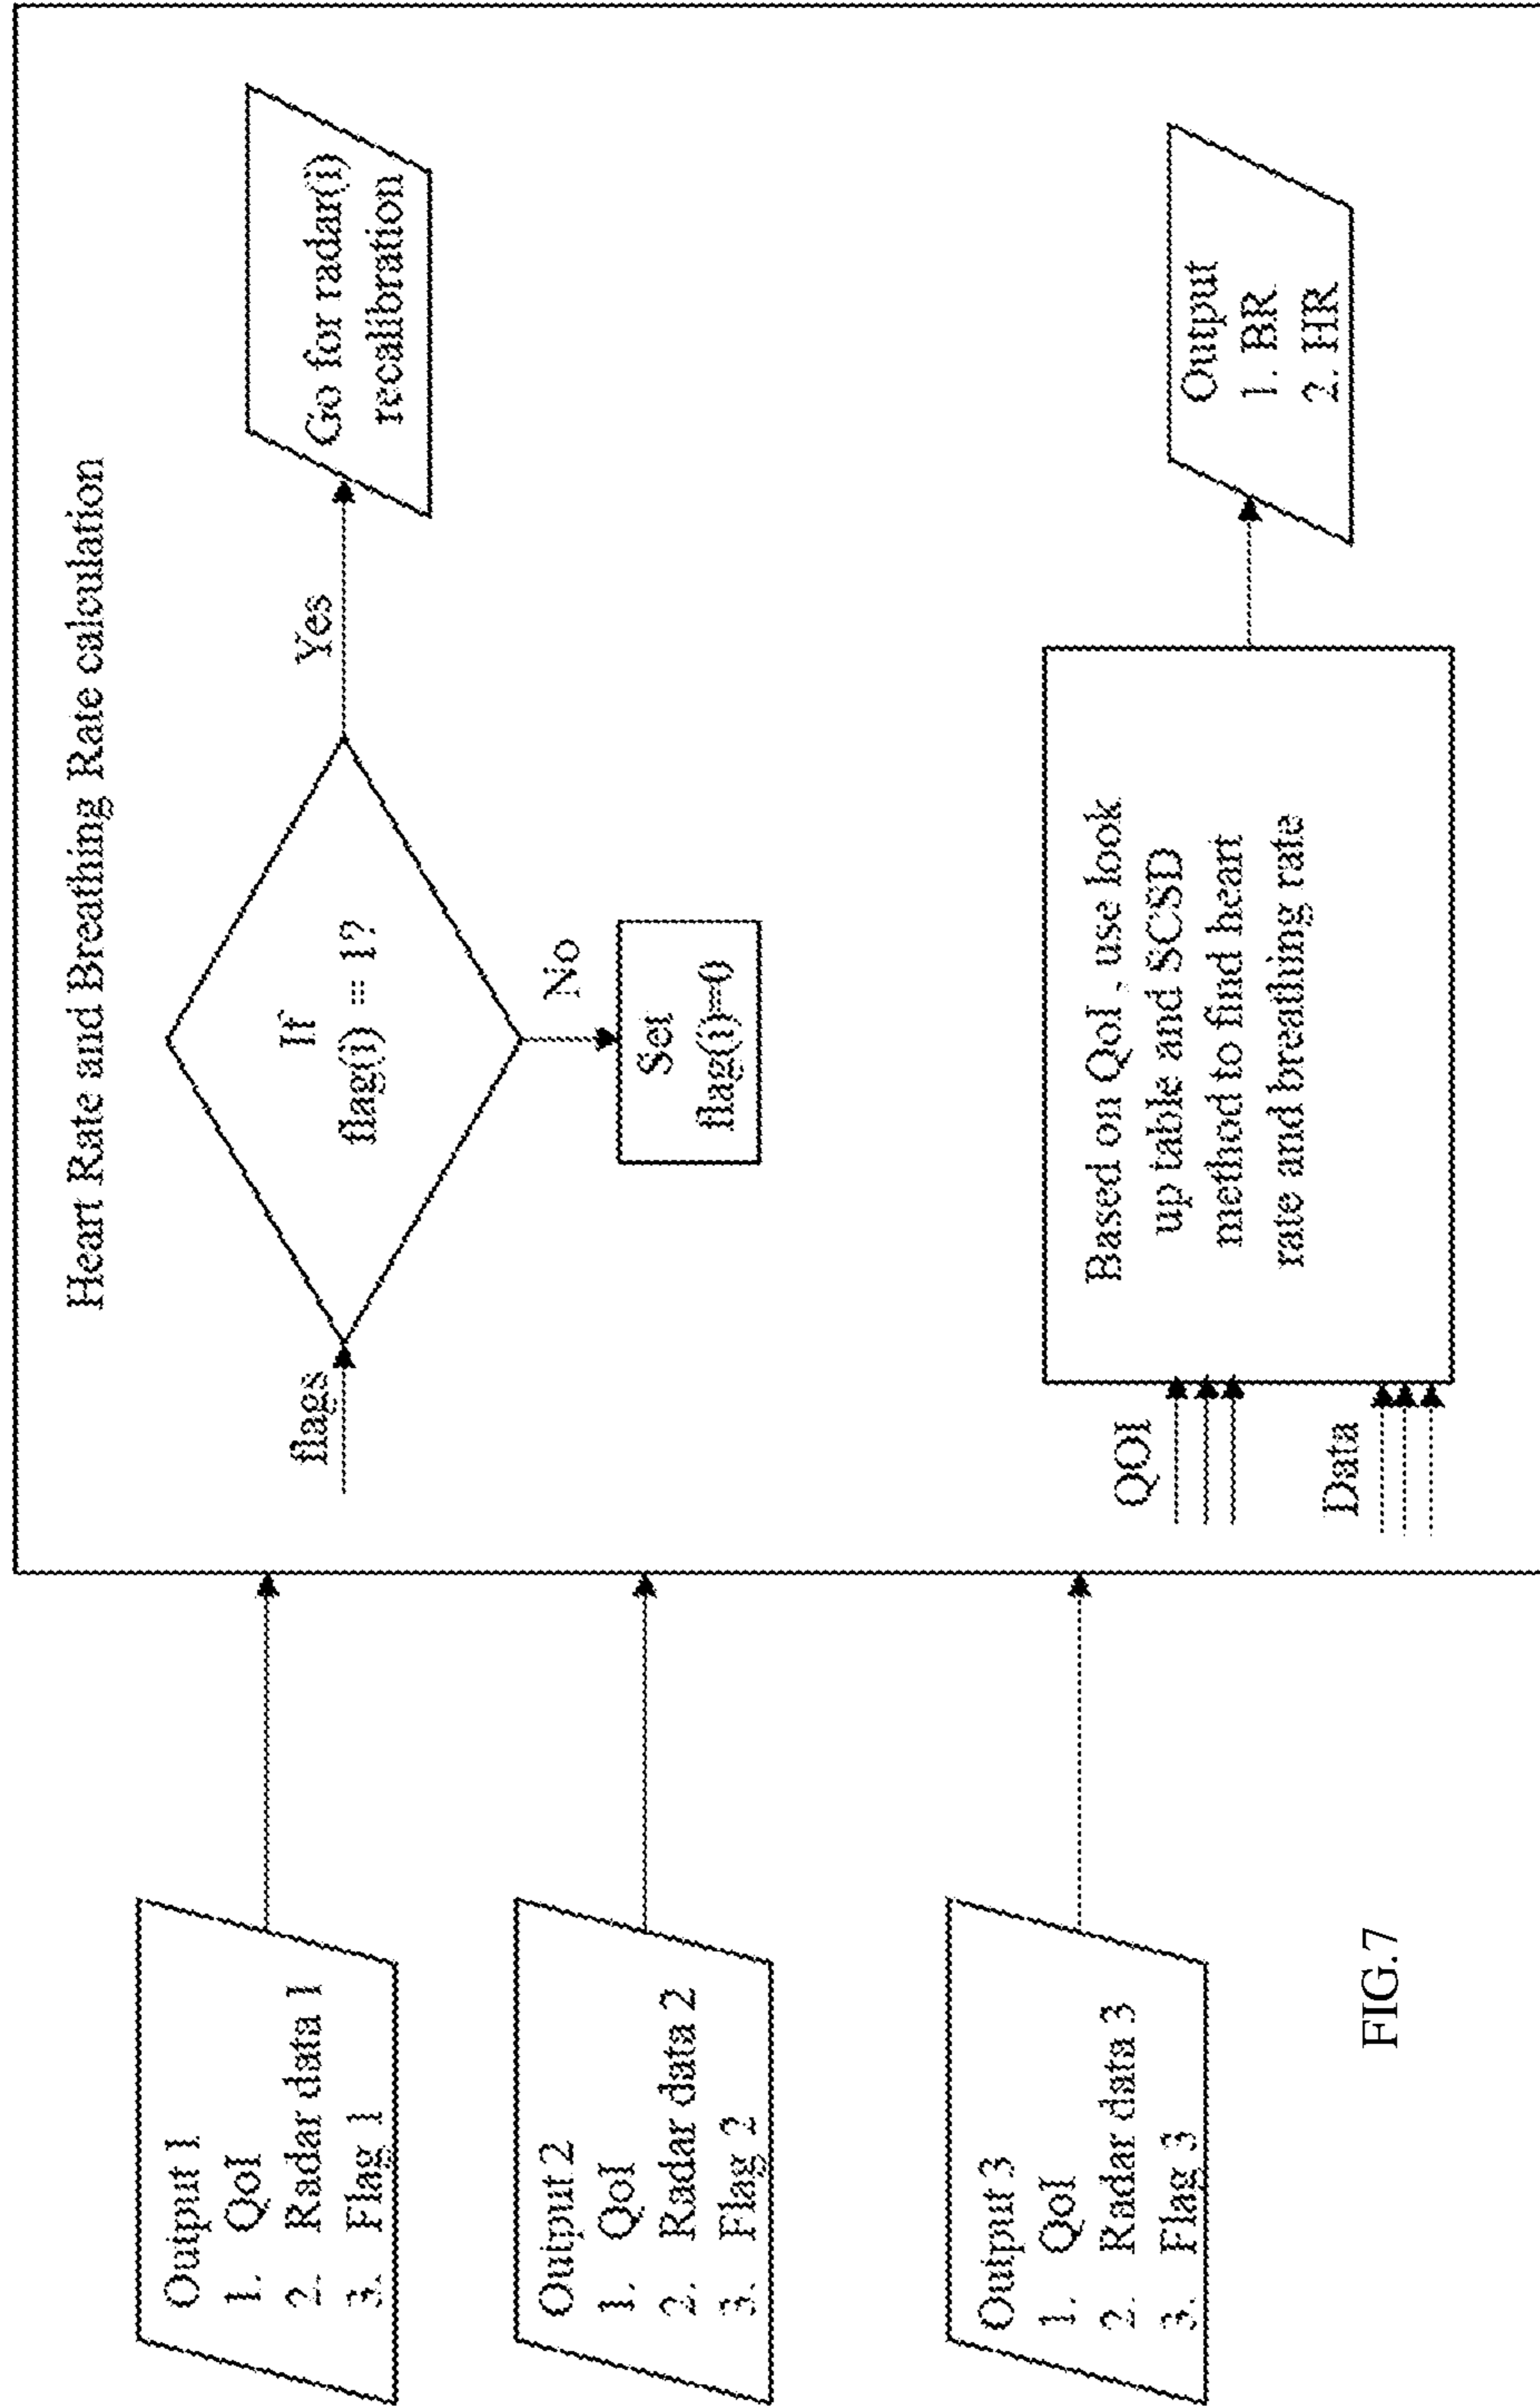 Output 1
1. QoI
2. Radar data 1
3. Flag 1
Output 2
1. QoI
2. Radar data 2
3. Flag 2
Output 3
1. QoI
2. Radar data 3
3. Flag 3
Heart Rate and Breathing Rate calculation
flags
If
flag(i) = 1?
Yes
Go for radar(i)
recalibration
No
Set
flag(i)=0
QOI
Data
Based on QoI , use look
up table and SCSD
method to find heart
rate and breathing rate
Output
1. BR
2. HR
FIG.7